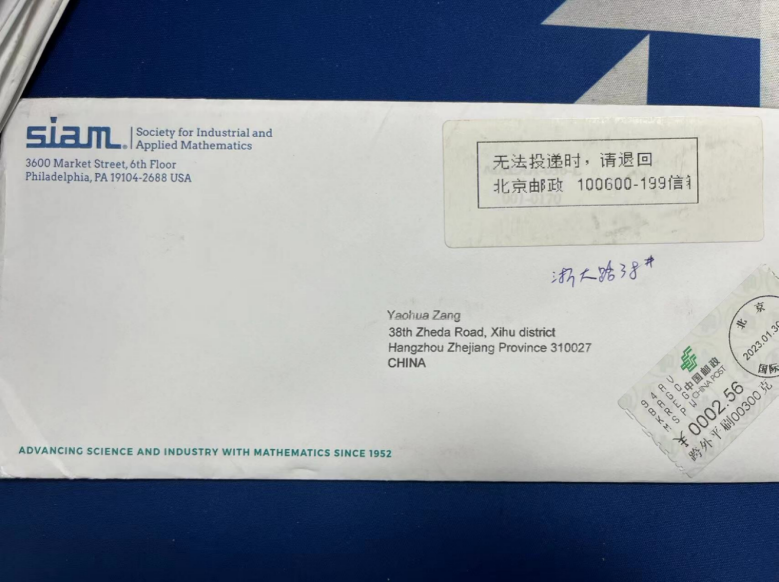 siam. Society for Industrial and
Applied Mathematics
3600 Market Street, 6th Floor
Philadelphia, PA 19104-2688 USA
无法投递时，请退回
北京邮政 100600-199信箱
浙大路38#
Yaohua Zang
38th Zheda Road, Xihu district
Hangzhou Zhejiang Province 310027
CHINA
北京
2023.01.30
国际
中国邮政
CHINA POST
0002.56
跨外平刷00300克
ADVANCING SCIENCE AND INDUSTRY WITH MATHEMATICS SINCE 1952